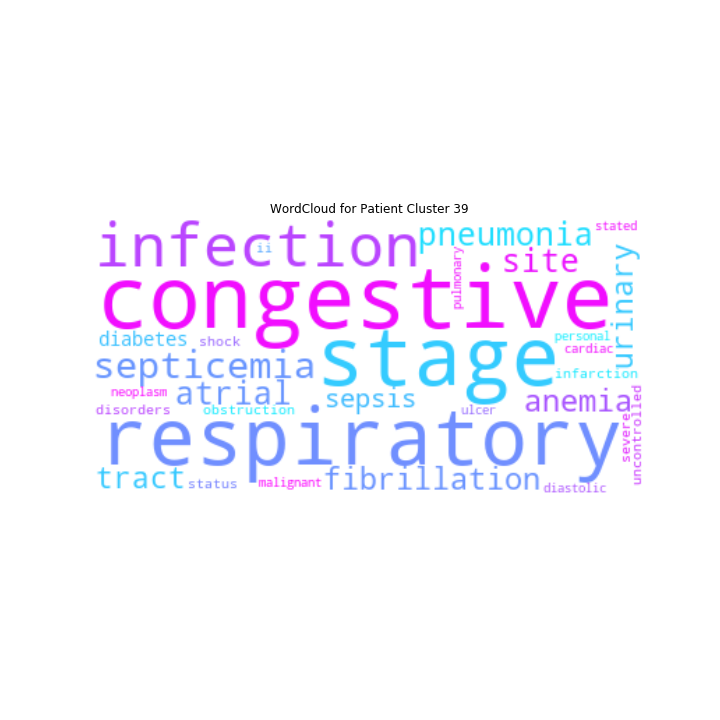 WordCloud for Patient Cluster 39
stated
infection
pneumonia
ii
site
pulmonary
urinary
congestive
diabetes
shock
stage
personal
cardiac
septicemia
infarction
neoplasm
atrial
sepsis
anemia
disorders
obstruction
ulcer
severe
uncontrolled
respiratory
tract
status
malignant
fibrillation
diastolic